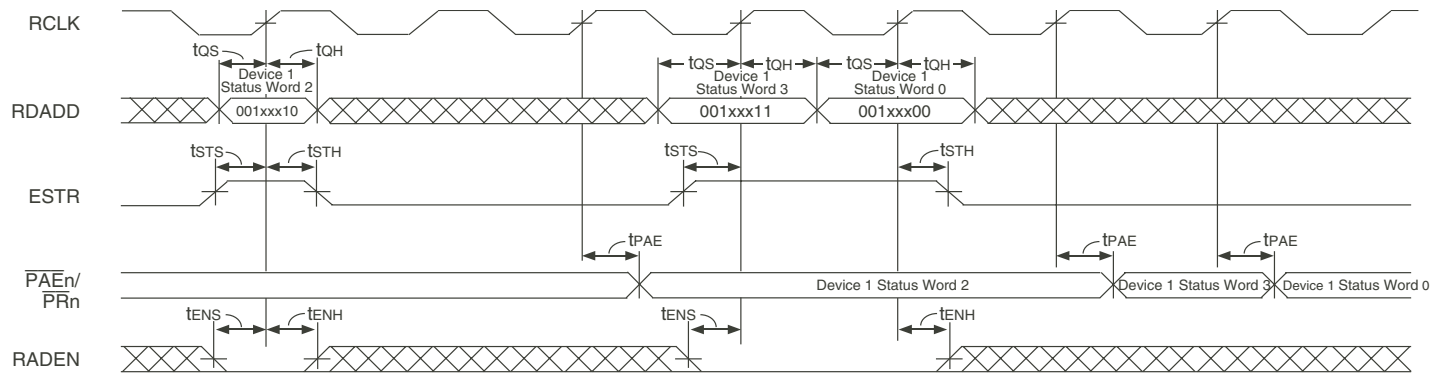 RCLK
tQS tQH tQS tQH tQS tQH
Device 1
Status Word 2
Device 1
Status Word 3
Device 1
Status Word 0
RDADD
001xxx10 001xxx11 001xxx00
tSTS tSTH tSTS tSTH
ESTR
tPAE tPAE tPAE
PAEn/
PRn
Device 1 Status Word 2 Device 1 Status Word 3 Device 1 Status Word 0
tENS tENH tENS tENH
RADEN